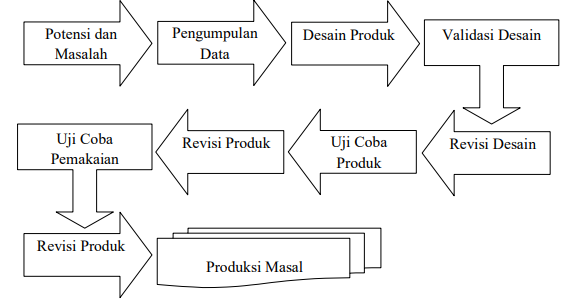 Potensi dan
Masalah
Pengumpulan
Data
Desain Produk
Validasi Desain
Revisi Desain
Uji Coba
Produk
Revisi Produk
Uji Coba
Pemakaian
Revisi Produk
Produksi Masal